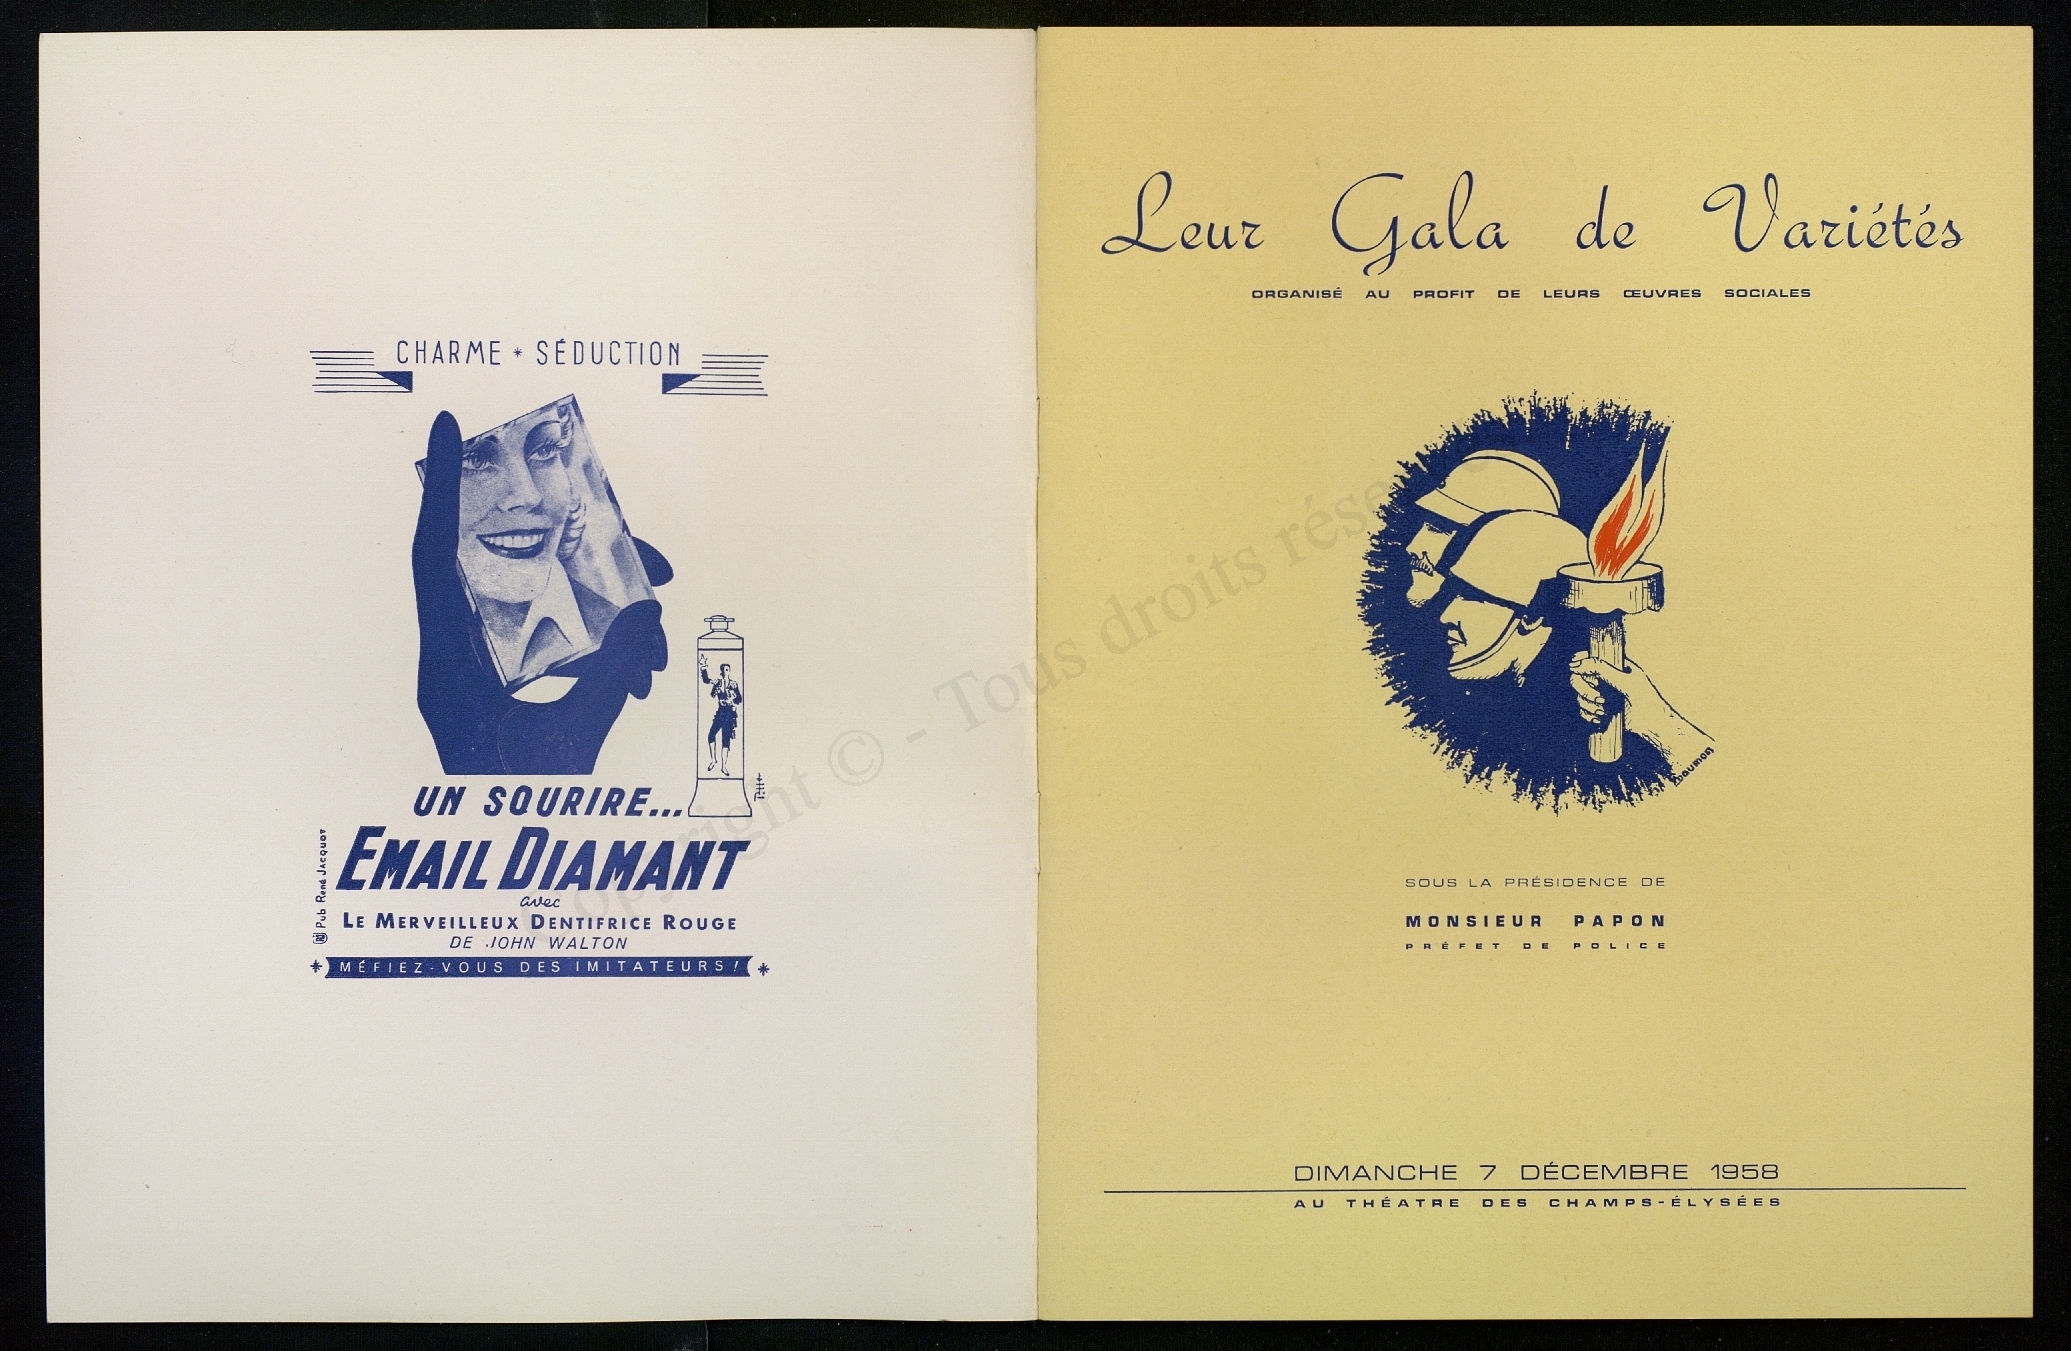 CHARME * SÉDUCTION
UN SOURIRE...
EMAIL DIAMANT
avec
LE MERVEILLEUX DENTIFRICE ROUGE
DE JOHN WALTON
* MÉFIEZ-VOUS DES IMITATEURS! *
Pub René JACQUOT
Leur Gala de Variétés
ORGANISÉ AU PROFIT DE LEURS ŒUVRES SOCIALES
DAUMON
SOUS LA PRÉSIDENCE DE
MONSIEUR PAPON
PRÉFET DE POLICE
DIMANCHE 7 DÉCEMBRE 1958
AU THÉATRE DES CHAMPS-ÉLYSÉES
Copyright © - Tous droits rése